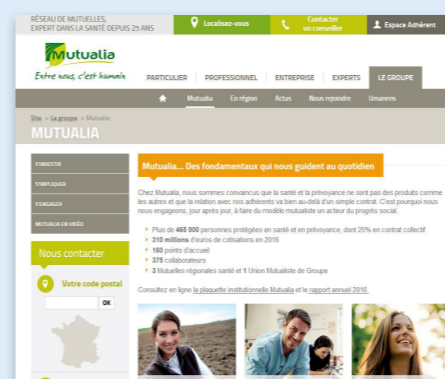 RÉSEAU DE MUTUELLES,
EXPERT DANS LA SANTÉ DEPUIS 25 ANS
Localisez-vous
Contacter
un conseiller
Espace Adhérent
Mutualia
Entre nous, c'est humain
PARTICULIER
PROFESSIONNEL
ENTREPRISE
EXPERTS
LE GROUPE
Mutualia
En région
Actus
Nous rejoindre
Umanens
Site > Le groupe > Mutualia
MUTUALIA
S'INVESTIR
S'IMPLIQUER
S'ENGAGER
MUTUALIA EN VIDÉO
Nous contacter
Votre code postal
OK
Mutualia... Des fondamentaux qui nous guident au quotidien
Chez Mutualia, nous sommes convaincus que la santé et la prévoyance ne sont pas des produits comme
les autres et que la relation avec nos adhérents va bien au-delà d'un simple contrat. C'est pourquoi nous
nous engageons, jour après jour, à faire du modèle mutualiste un acteur du progrès social.
Plus de 465 000 personnes protégées en santé et en prévoyance, dont 25% en contrat collectif
310 millions d'euros de cotisations en 2016
160 points d'accueil
375 collaborateurs
3 Mutuelles régionales santé et 1 Union Mutualiste de Groupe
Consultez en ligne la plaquette institutionnelle Mutualia et le rapport annuel 2016.